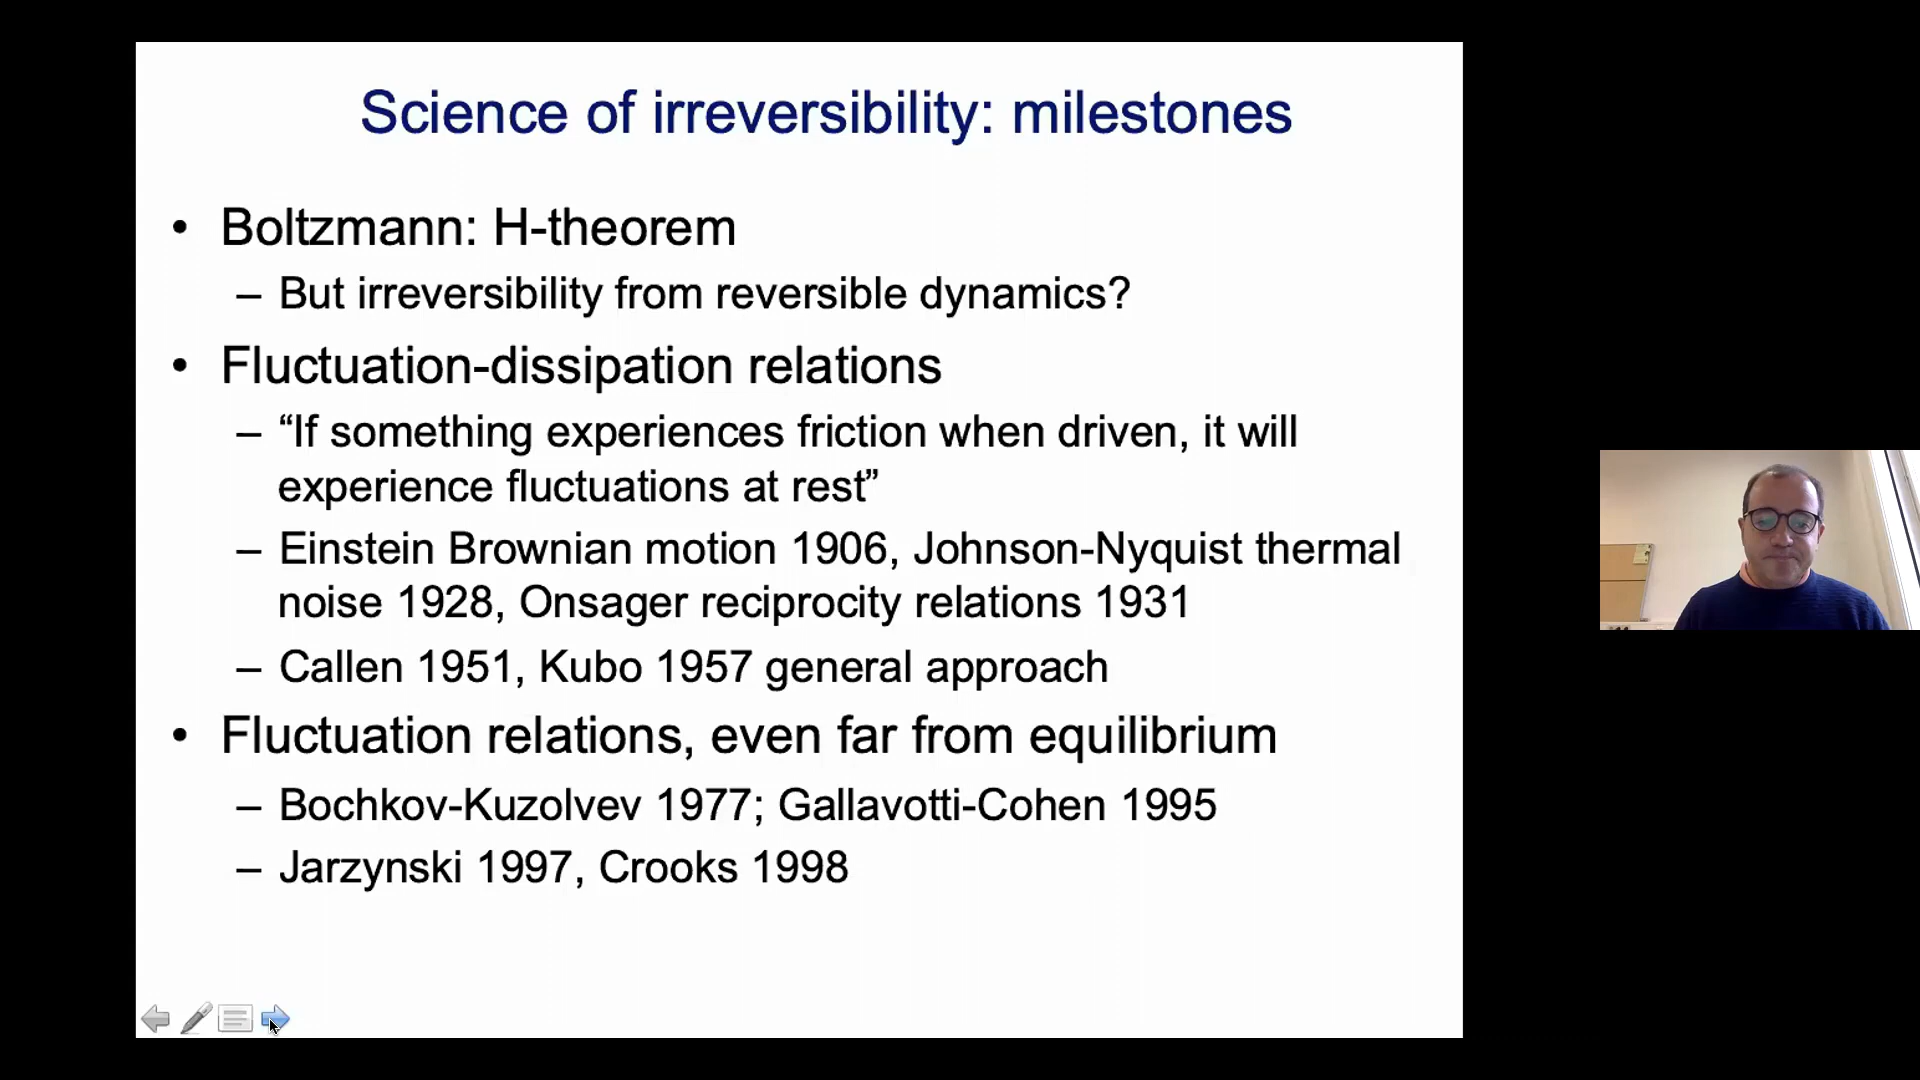 Science of irreversibility: milestones
• Boltzmann: H-theorem
– But irreversibility from reversible dynamics?
• Fluctuation-dissipation relations
– “If something experiences friction when driven, it will
experience fluctuations at rest”
– Einstein Brownian motion 1906, Johnson-Nyquist thermal
noise 1928, Onsager reciprocity relations 1931
– Callen 1951, Kubo 1957 general approach
• Fluctuation relations, even far from equilibrium
– Bochkov-Kuzolvev 1977; Gallavotti-Cohen 1995
– Jarzynski 1997, Crooks 1998